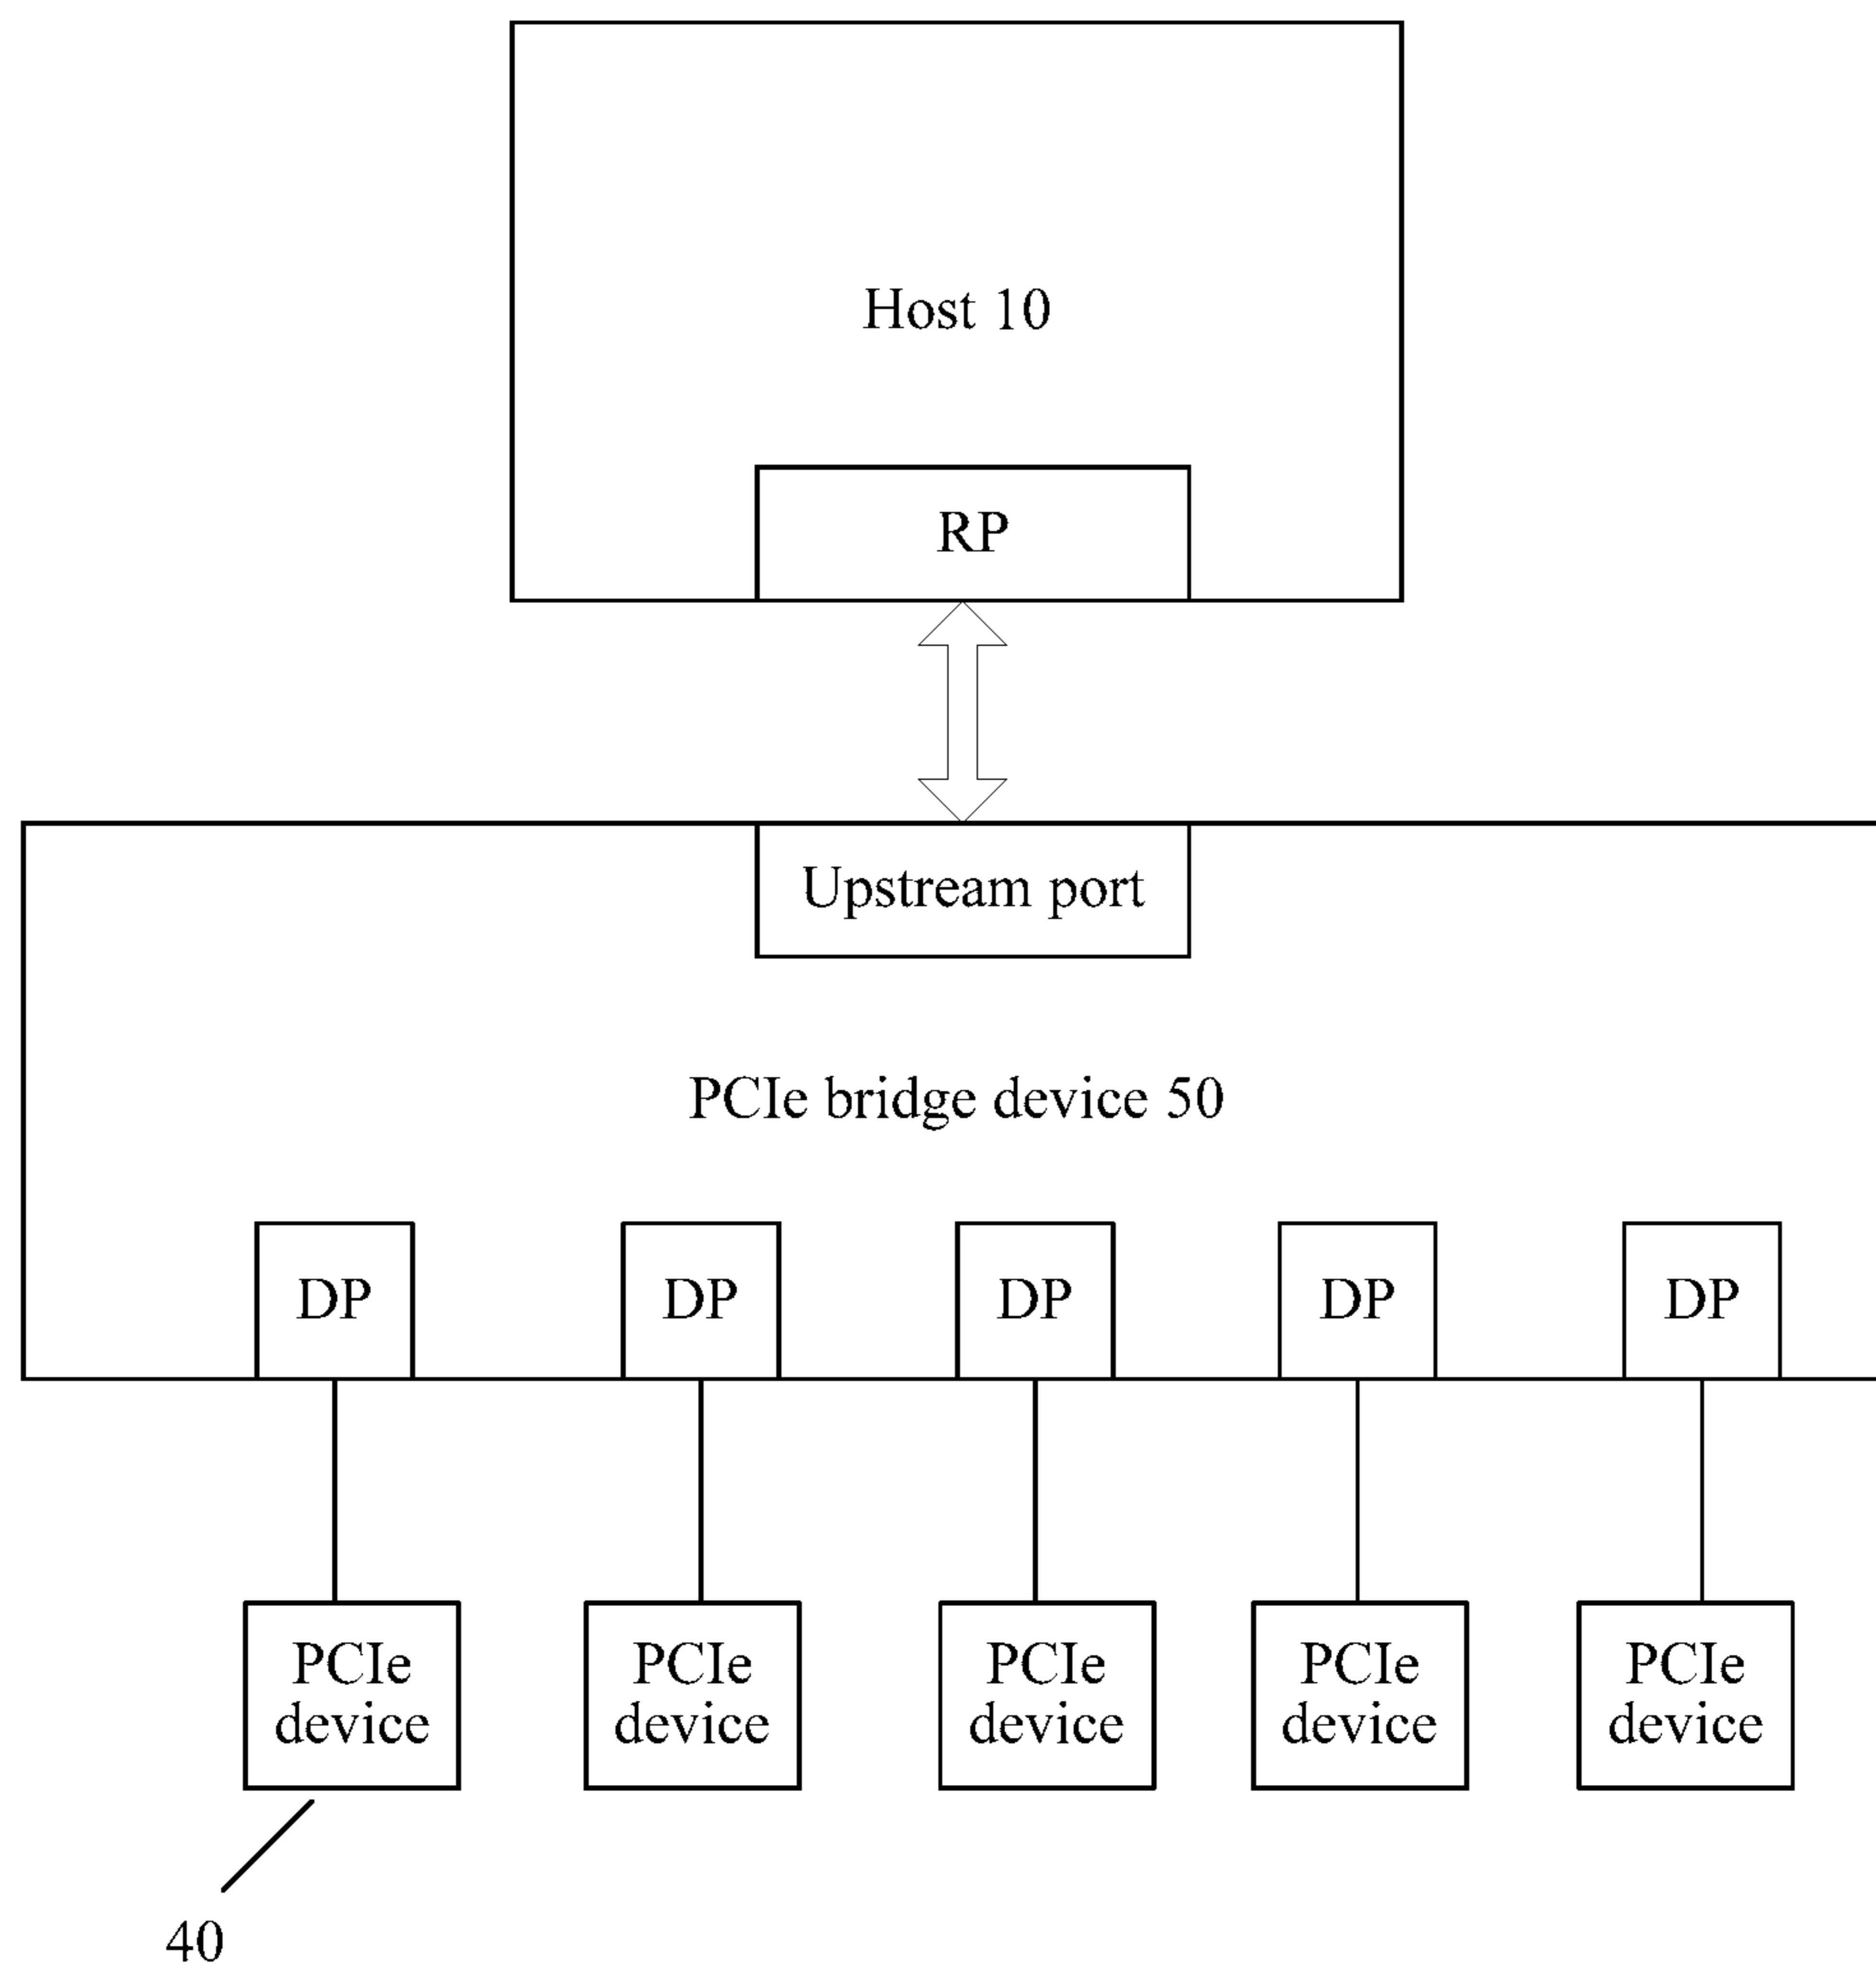 Host 10
RP
Upstream port
PCIe bridge device 50
DP DP DP DP DP
PCIe PCIe PCIe PCIe PCIe
device device device device device
40